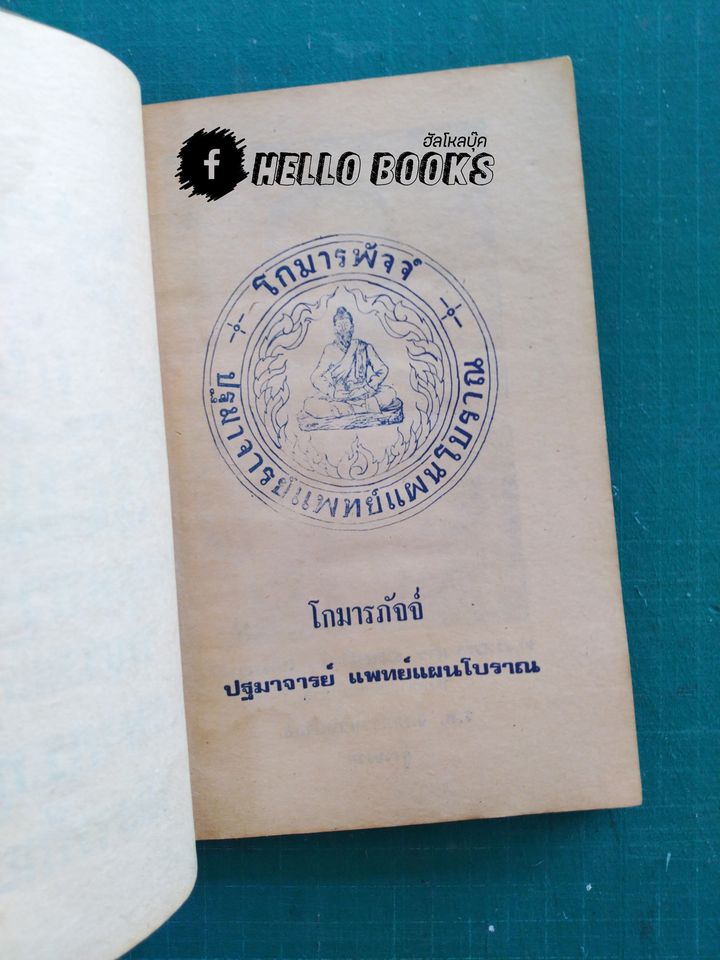 ฮัลโหลบุ๊ค
f HELLO BOOKS
โกมารพัจจ์
ปฐมาจารย์แพทย์แผนโบราณ
โกมารภัจจ์
ปฐมาจารย์ แพทย์แผนโบราณ